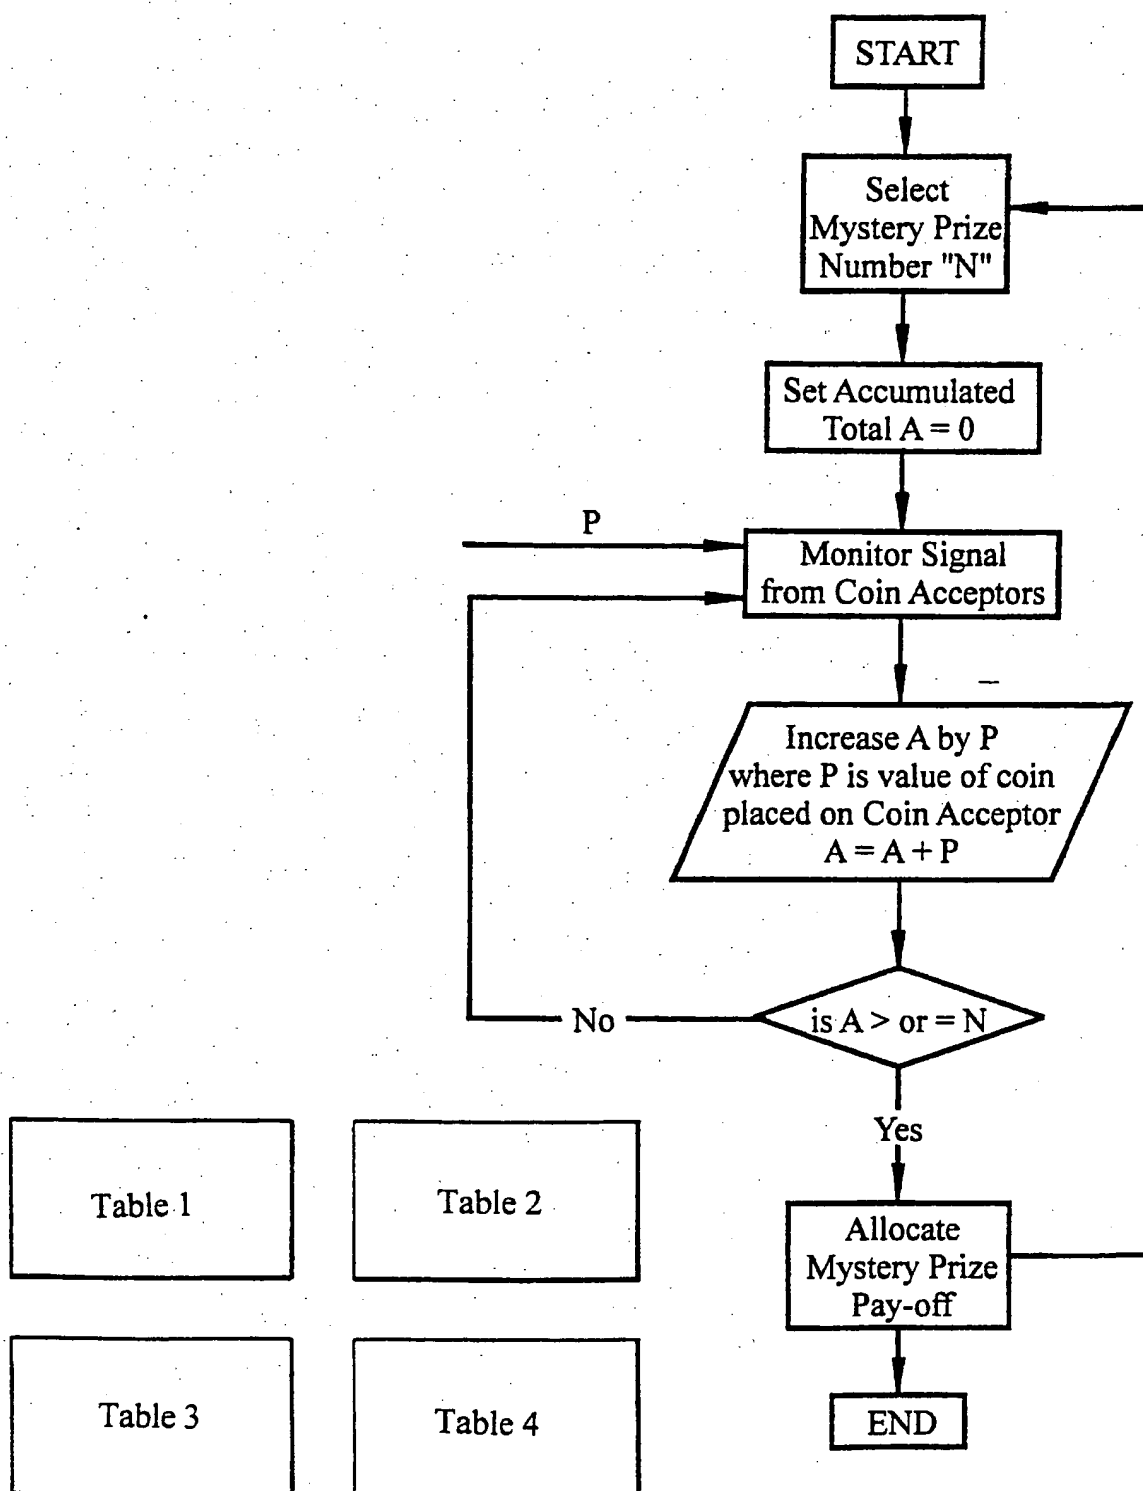 START
Select
Mystery Prize
Number "N"
Set Accumulated
Total A = 0
P
Monitor Signal
from Coin Acceptors
Increase A by P
where P is value of coin
placed on Coin Acceptor
A = A + P
is A > or = N
No
Yes
Allocate
Mystery Prize
Pay-off
END
Table 1
Table 2
Table 3
Table 4